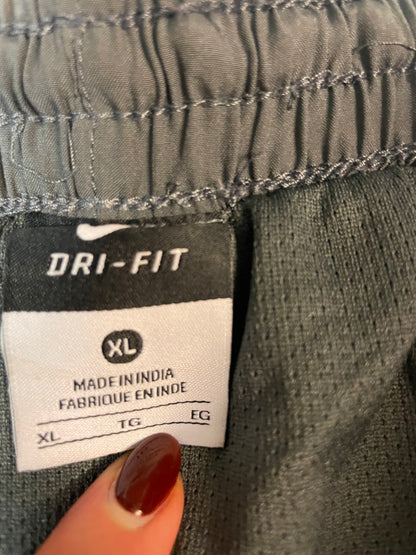 DRI-FIT
XL
MADE IN INDIA
FABRIQUE EN INDE
XL TG EG